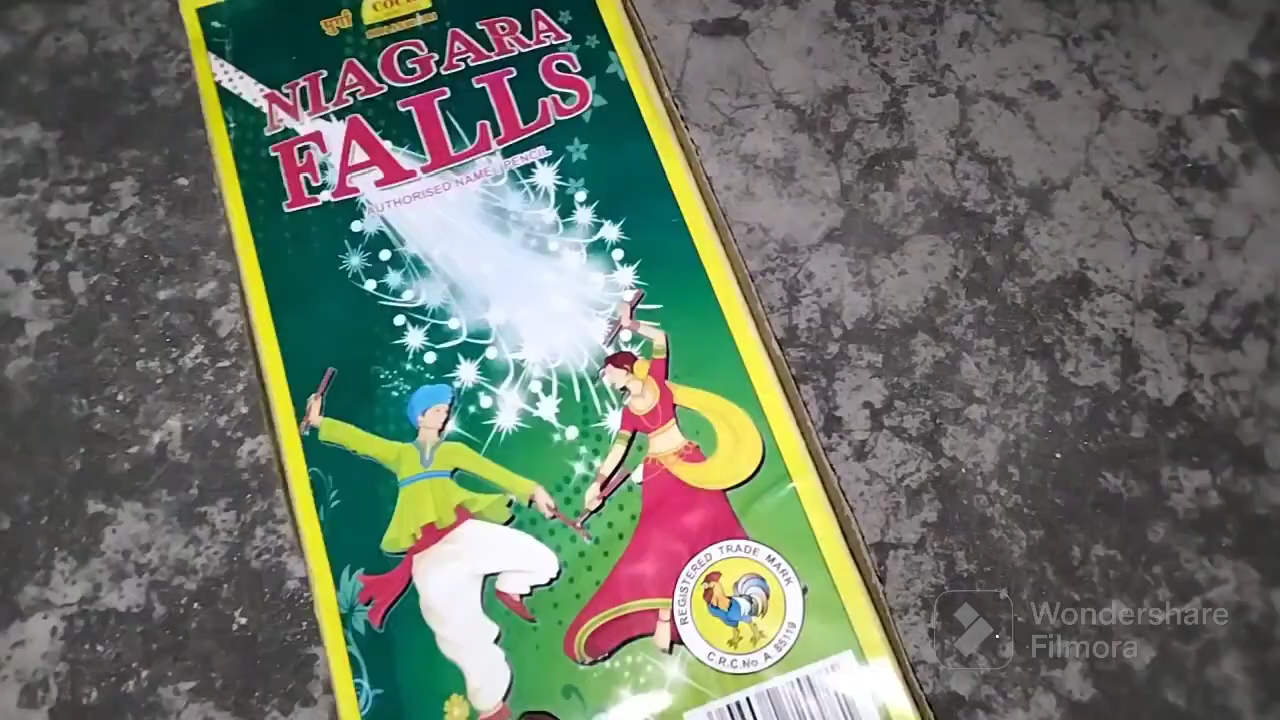 मुर्गा
COCK
NIAGARA
FALLS
AUTHORISED NAME : PENCIL
REGISTERED TRADE MARK
C.R.C.No. A 85119
Wondershare
Filmora